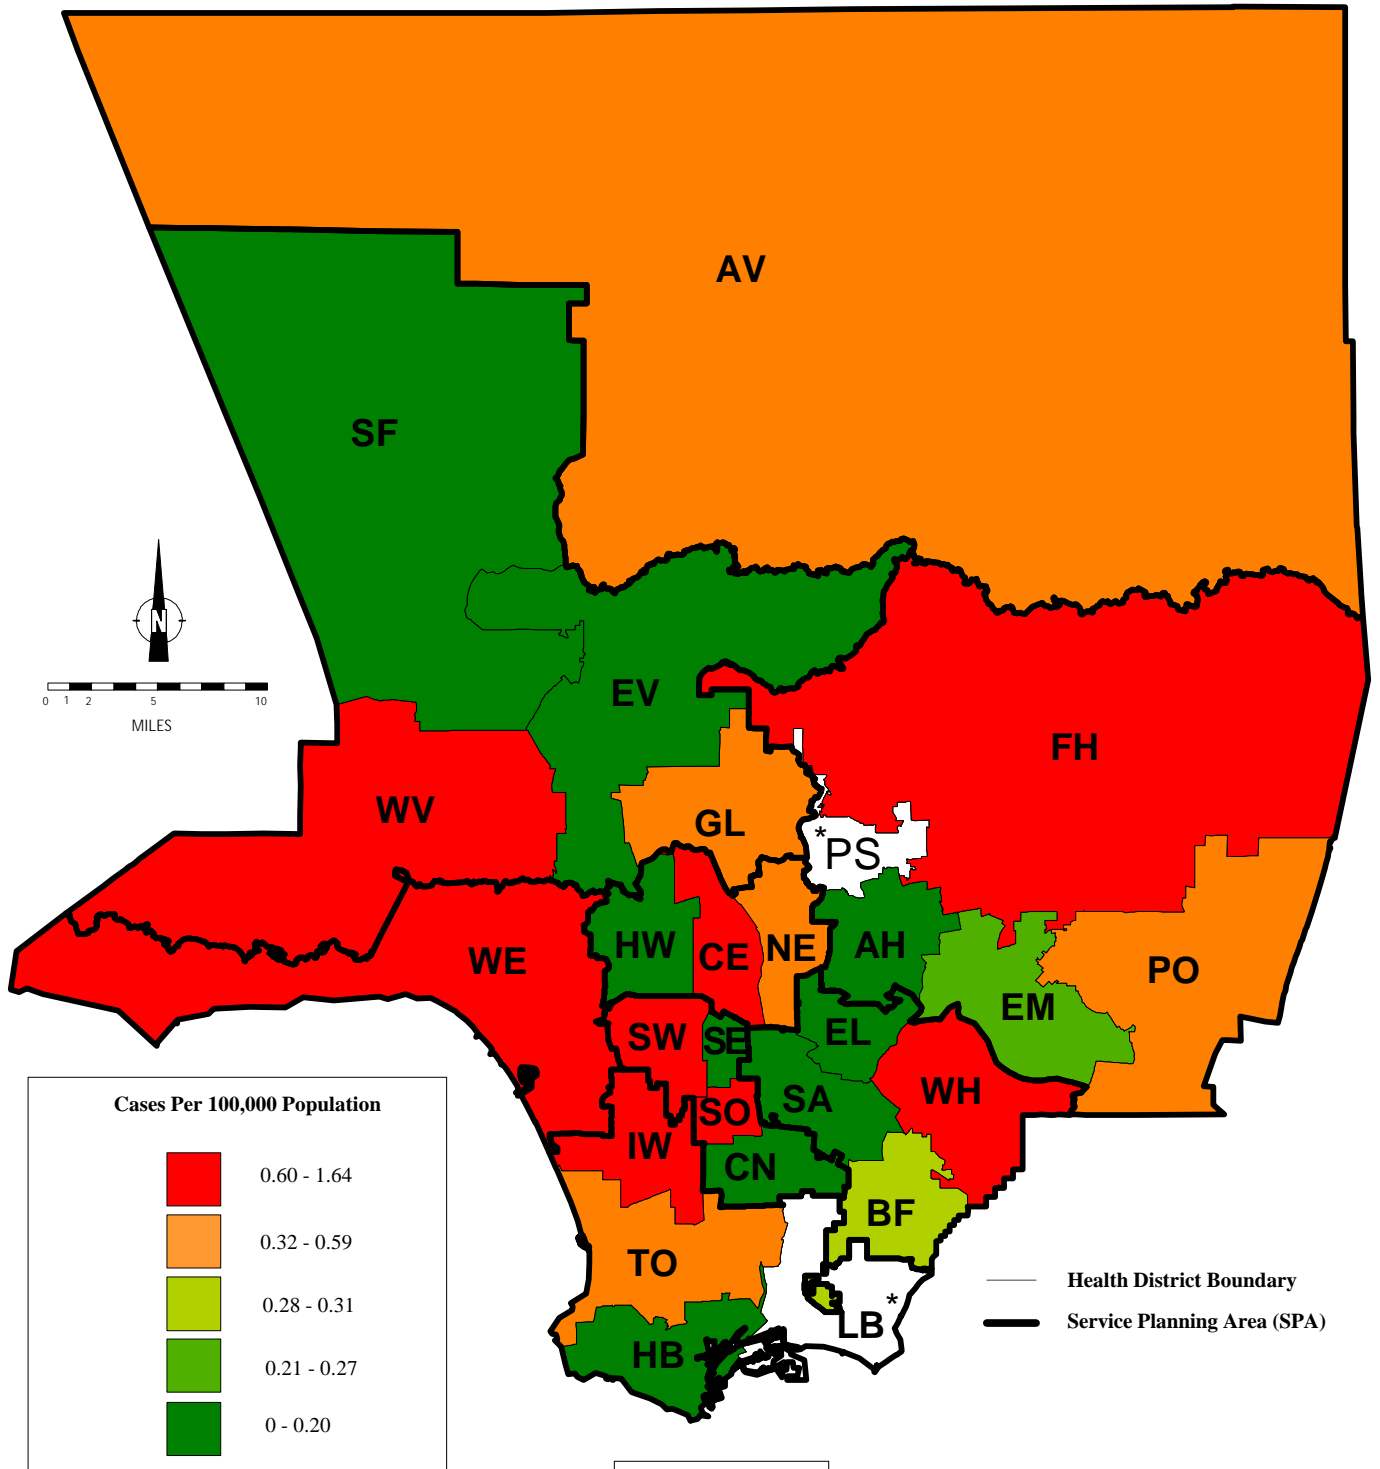 AV
SF
N
0 1 2 5 10
MILES
EV
FH
WV
GL
*PS
HW
CE
NE
AH
WE
PO
EM
SW
SE
EL
WH
SA
SO
IW
CN
BF
TO
LB*
HB
Cases Per 100,000 Population
0.60 - 1.64
0.32 - 0.59
0.28 - 0.31
0.21 - 0.27
0 - 0.20
Health District Boundary
Service Planning Area (SPA)